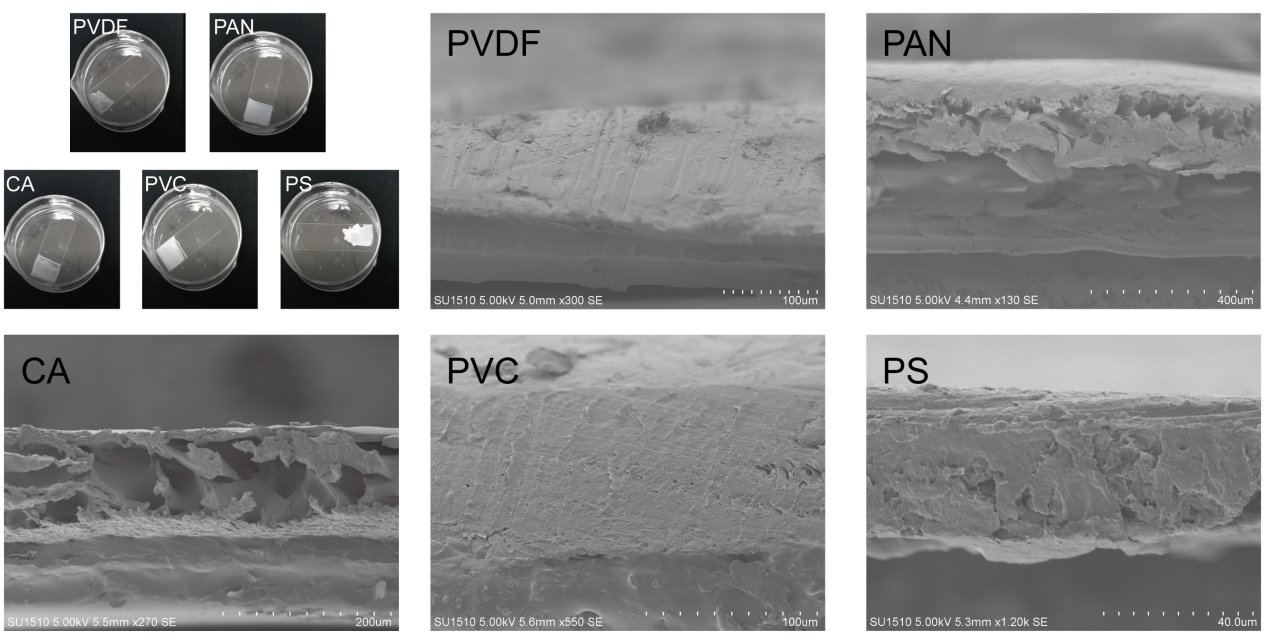 PVDF
PAN
CA
PVC
PS
PVDF
SU1510 5.00kV 5.0mm x300 SE
100um
PAN
SU1510 5.00kV 4.4mm x130 SE
400um
CA
SU1510 5.00kV 5.5mm x270 SE
200um
PVC
SU1510 5.00kV 5.6mm x550 SE
100um
PS
SU1510 5.00kV 5.3mm x1.20k SE
40.0um